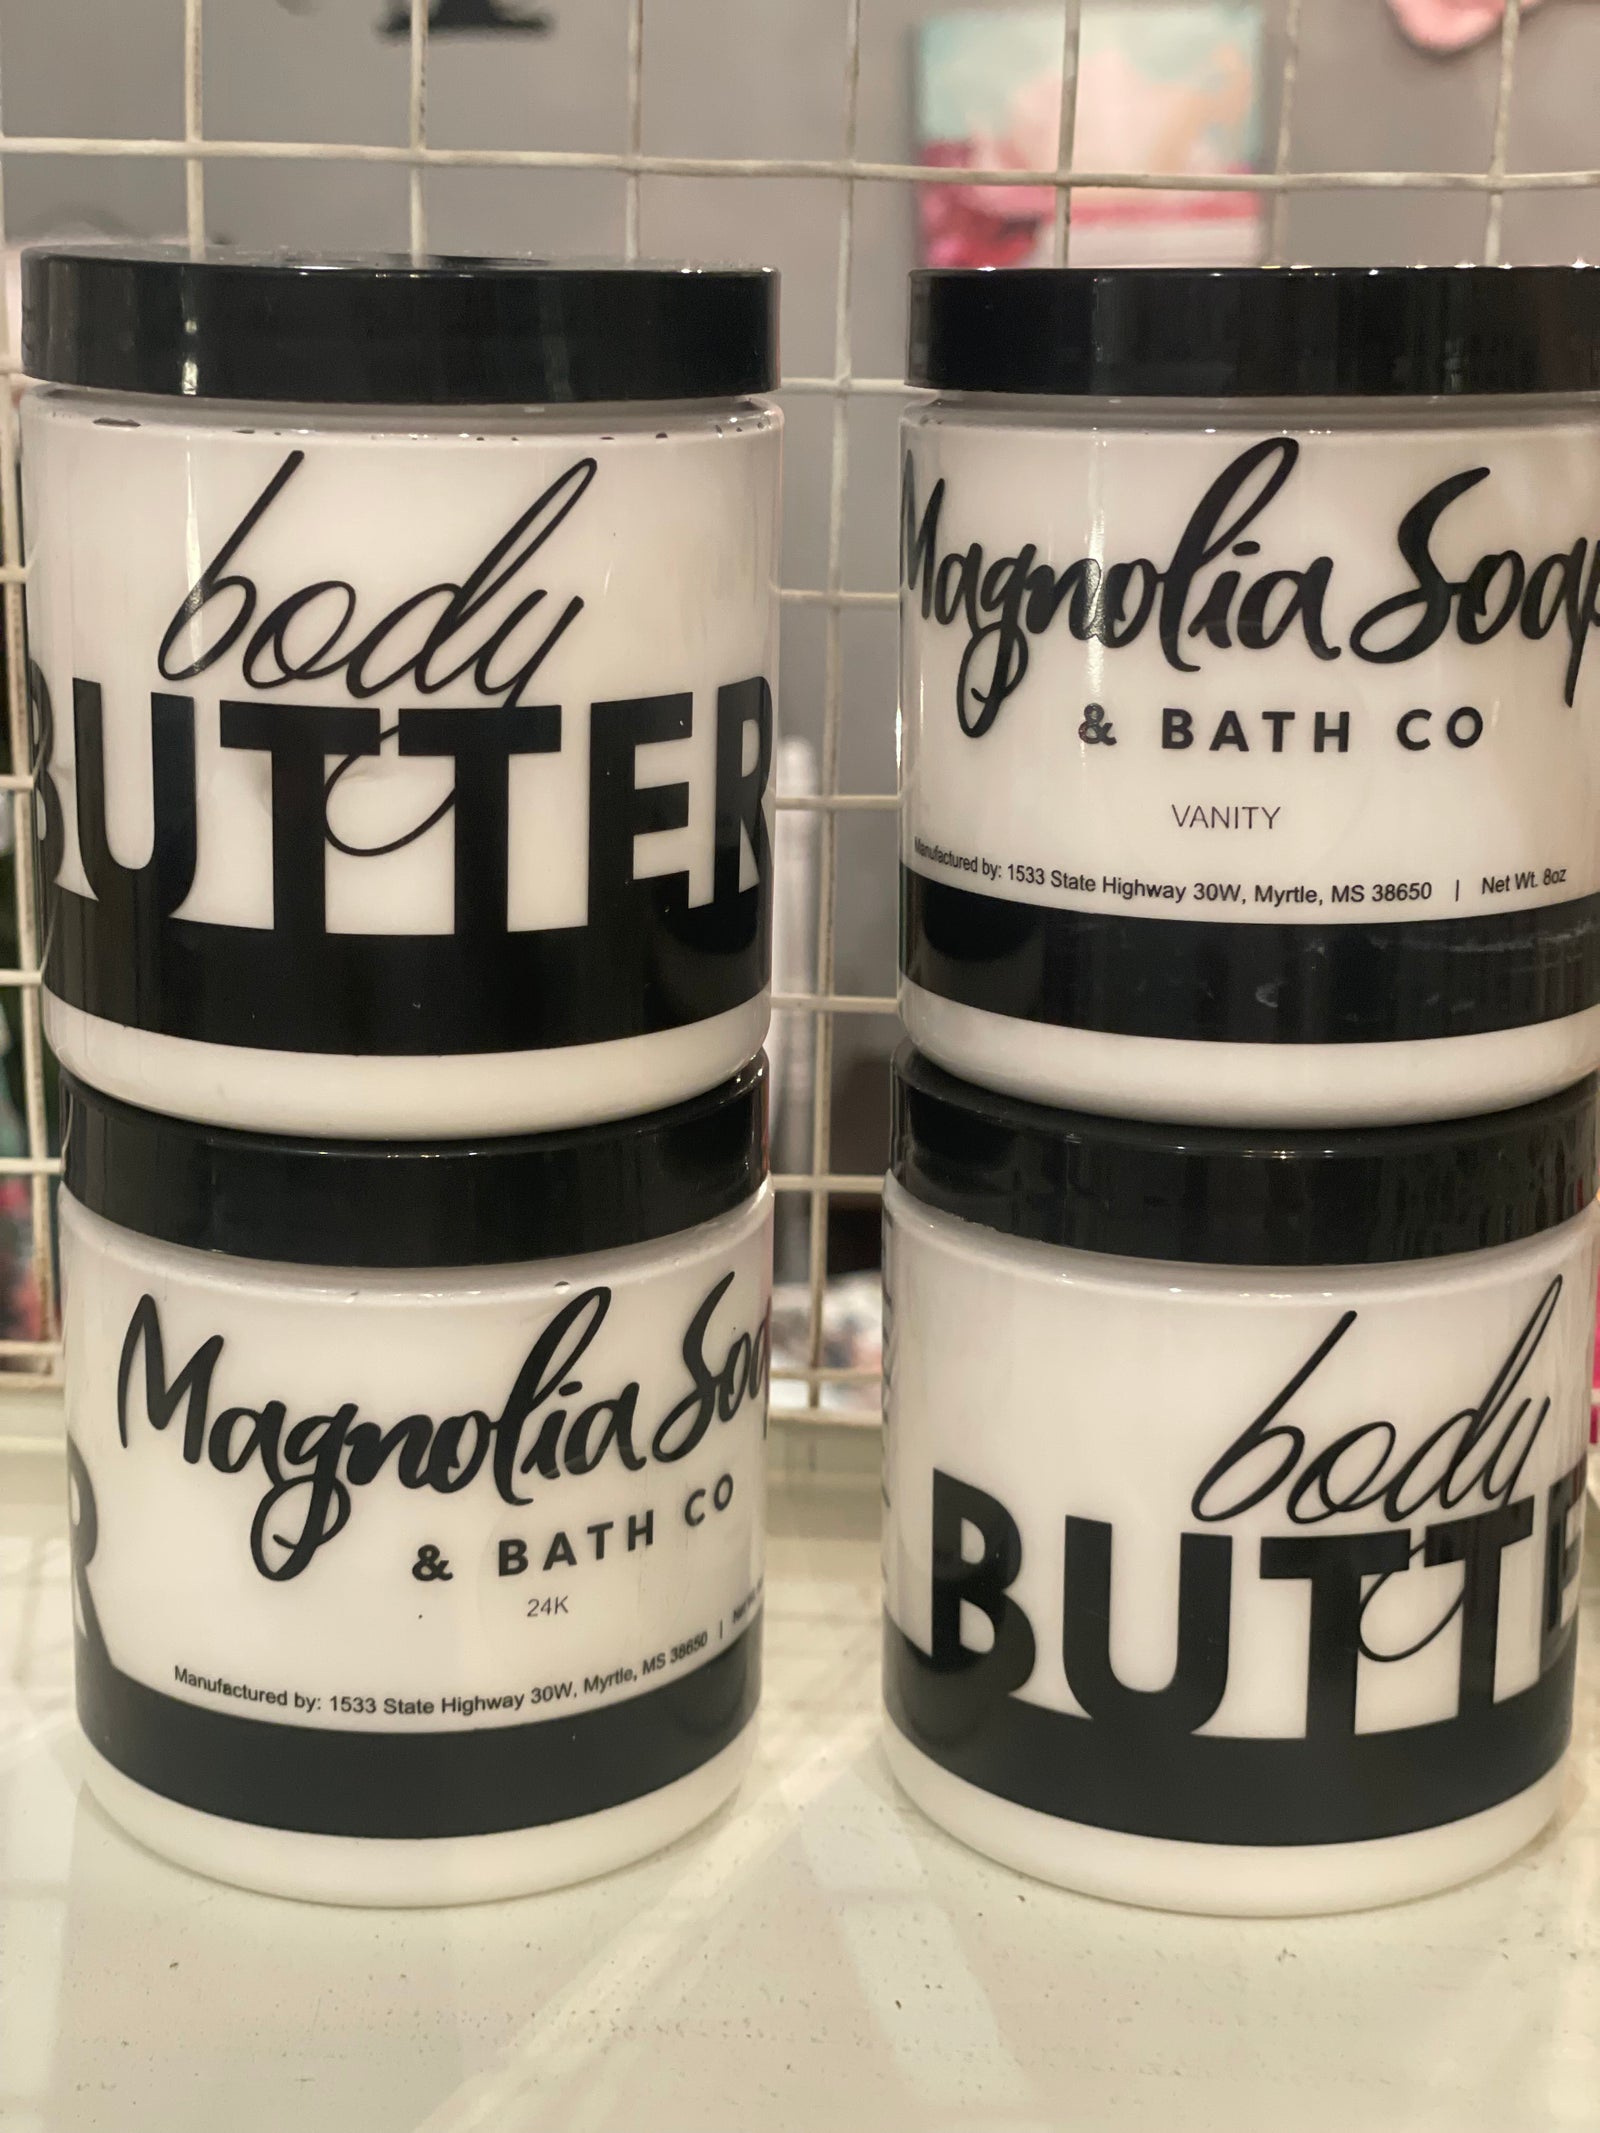 body
BUTTER
Magnolia Soap
& BATH CO
VANITY
Manufactured by: 1533 State Highway 30W, Myrtle, MS 38650 | Net Wt. 8oz
Magnolia Soa
& BATH CO
24K
Manufactured by: 1533 State Highway 30W, Myrtle, MS 38650 |
R
body
BUTTE